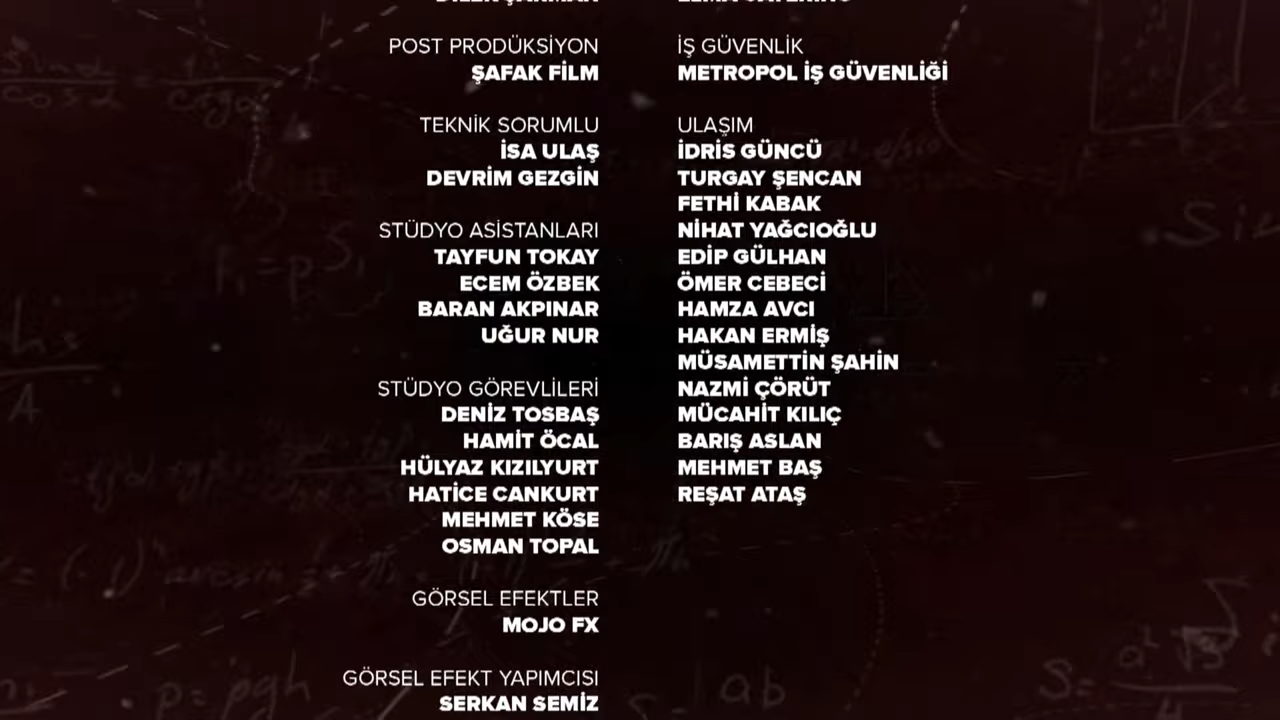 POST PRODÜKSİYON
ŞAFAK FİLM
TEKNİK SORUMLU
İSA ULAŞ
DEVRİM GEZGİN
STÜDYO ASİSTANLARI
TAYFUN TOKAY
ECEM ÖZBEK
BARAN AKPINAR
UĞUR NUR
STÜDYO GÖREVLİLERİ
DENİZ TOSBAŞ
HAMİT ÖCAL
HÜLYAZ KIZILYURT
HATİCE CANKURT
MEHMET KÖSE
OSMAN TOPAL
GÖRSEL EFEKTLER
MOJO FX
GÖRSEL EFEKT YAPIMCISI
SERKAN SEMİZ
İŞ GÜVENLİK
METROPOL İŞ GÜVENLİĞİ
ULAŞIM
İDRİS GÜNCÜ
TURGAY ŞENCAN
FETHİ KABAK
NİHAT YAĞCIOĞLU
EDİP GÜLHAN
ÖMER CEBECİ
HAMZA AVCI
HAKAN ERMİŞ
MÜSAMETTİN ŞAHİN
NAZMİ ÇÖRÜT
MÜCAHİT KILIÇ
BARIŞ ASLAN
MEHMET BAŞ
REŞAT ATAŞ
p = pgh
ab